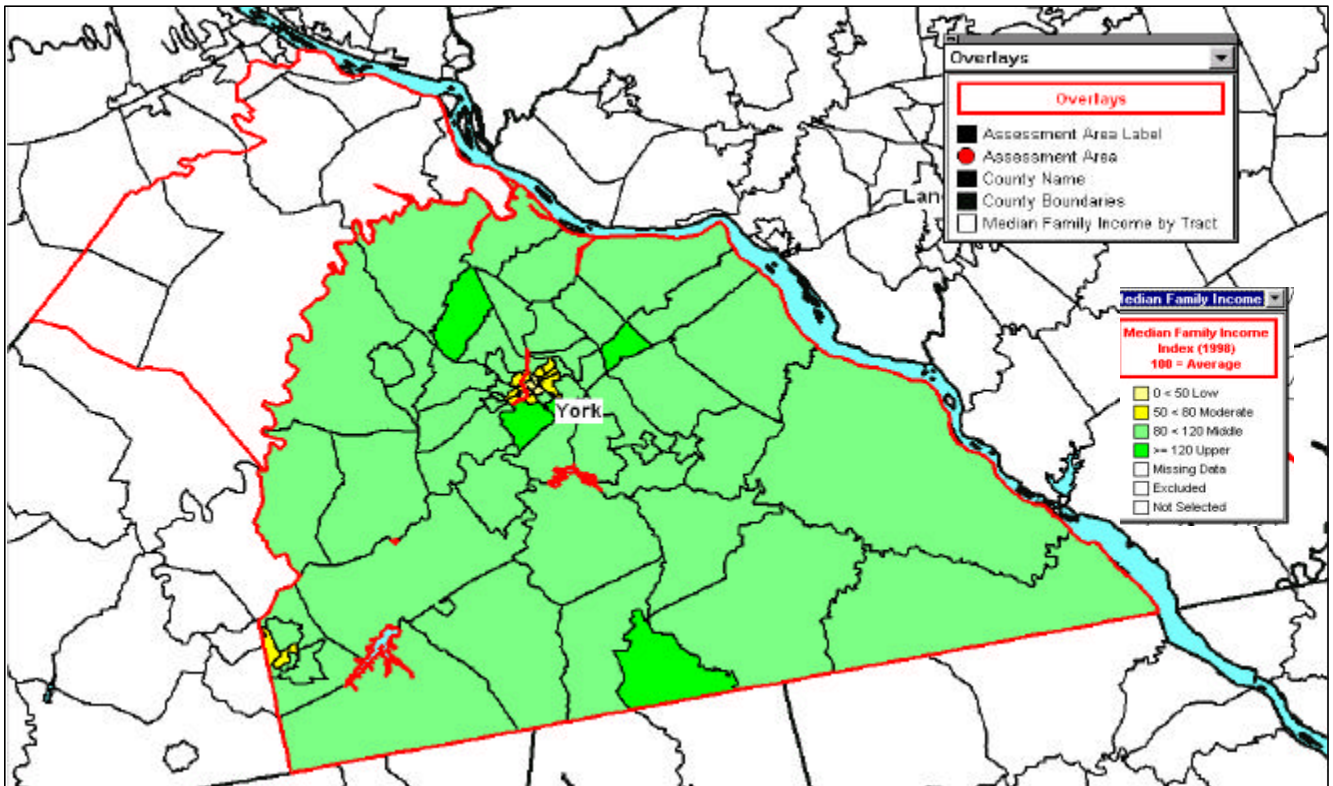 Overlays
Overlays
Assessment Area Label
Assessment Area
County Name
County Boundaries
Median Family Income by Tract
Lan
York
Median Family Income
Median Family Income
Index (1998)
100 = Average
0 < 50 Low
50 < 80 Moderate
80 < 120 Middle
>= 120 Upper
Missing Data
Excluded
Not Selected